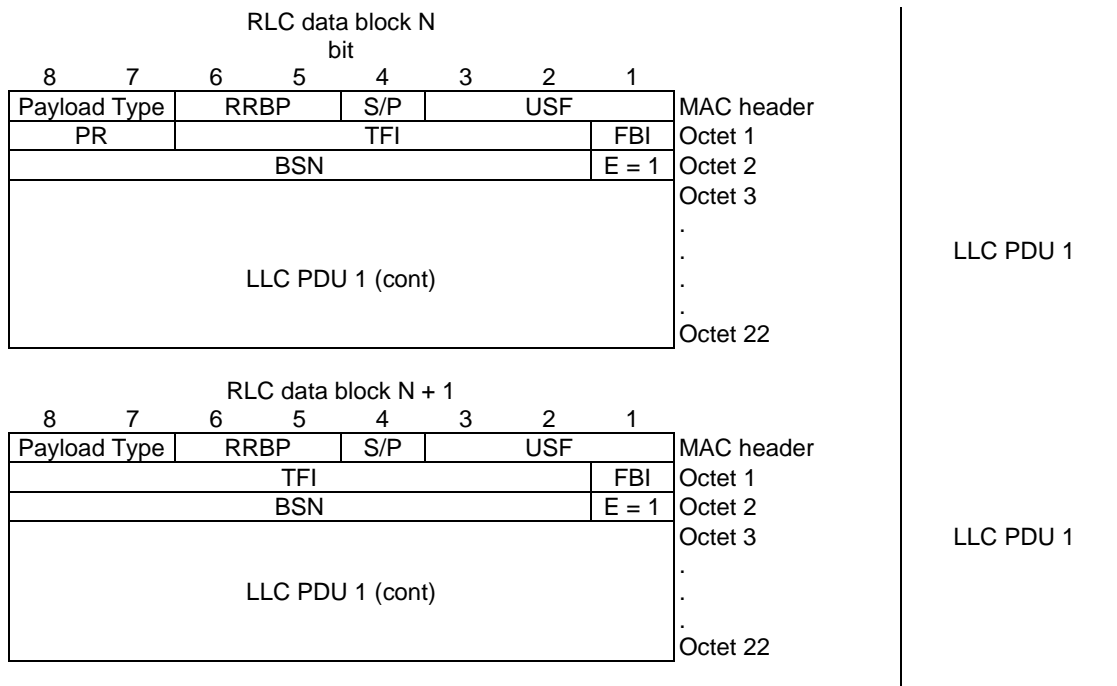 RLC data block N
bit
8 7 6 5 4 3 2 1
Payload Type RRBP S/P USF MAC header
PR TFI FBI Octet 1
BSN E = 1 Octet 2
Octet 3
.
.
LLC PDU 1
LLC PDU 1 (cont)
.
.
Octet 22
RLC data block N + 1
8 7 6 5 4 3 2 1
Payload Type RRBP S/P USF MAC header
TFI FBI Octet 1
BSN E = 1 Octet 2
Octet 3 LLC PDU 1
.
LLC PDU 1 (cont) .
.
Octet 22